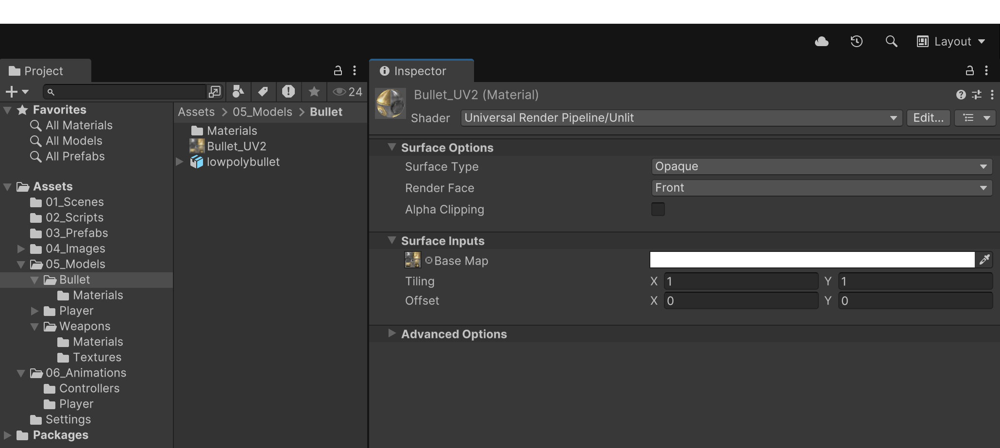 Layout
Project
24
Favorites
All Materials
All Models
All Prefabs
Assets
01_Scenes
02_Scripts
03_Prefabs
04_Images
05_Models
Bullet
Materials
Player
Weapons
Materials
Textures
06_Animations
Controllers
Player
Settings
Packages
Assets > 05_Models > Bullet
Materials
Bullet_UV2
lowpolybullet
Inspector
Bullet_UV2 (Material)
Shader Universal Render Pipeline/Unlit Edit...
Surface Options
Surface Type Opaque
Render Face Front
Alpha Clipping
Surface Inputs
Base Map
Tiling X 1 Y 1
Offset X 0 Y 0
Advanced Options